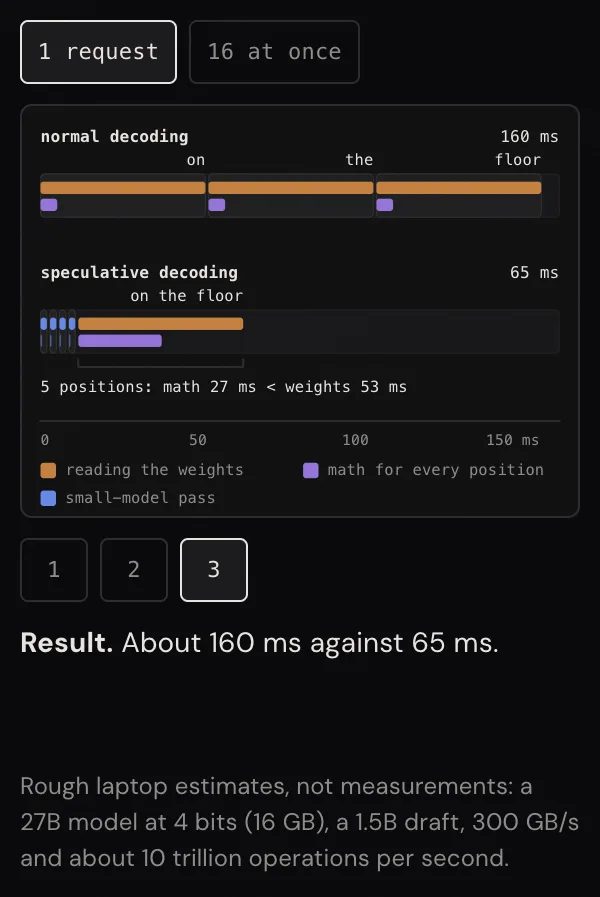 1 request 16 at once
normal decoding 160 ms
on the floor
speculative decoding 65 ms
on the floor
5 positions: math 27 ms < weights 53 ms
0 50 100 150 ms
reading the weights math for every position
small-model pass
1 2 3
Result. About 160 ms against 65 ms.
Rough laptop estimates, not measurements: a
27B model at 4 bits (16 GB), a 1.5B draft, 300 GB/s
and about 10 trillion operations per second.